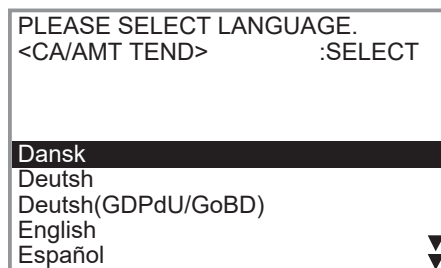 PLEASE SELECT LANGUAGE.
<CA/AMT TEND> :SELECT
Dansk
Deutsh
Deutsh(GDPdU/GoBD)
English
Español